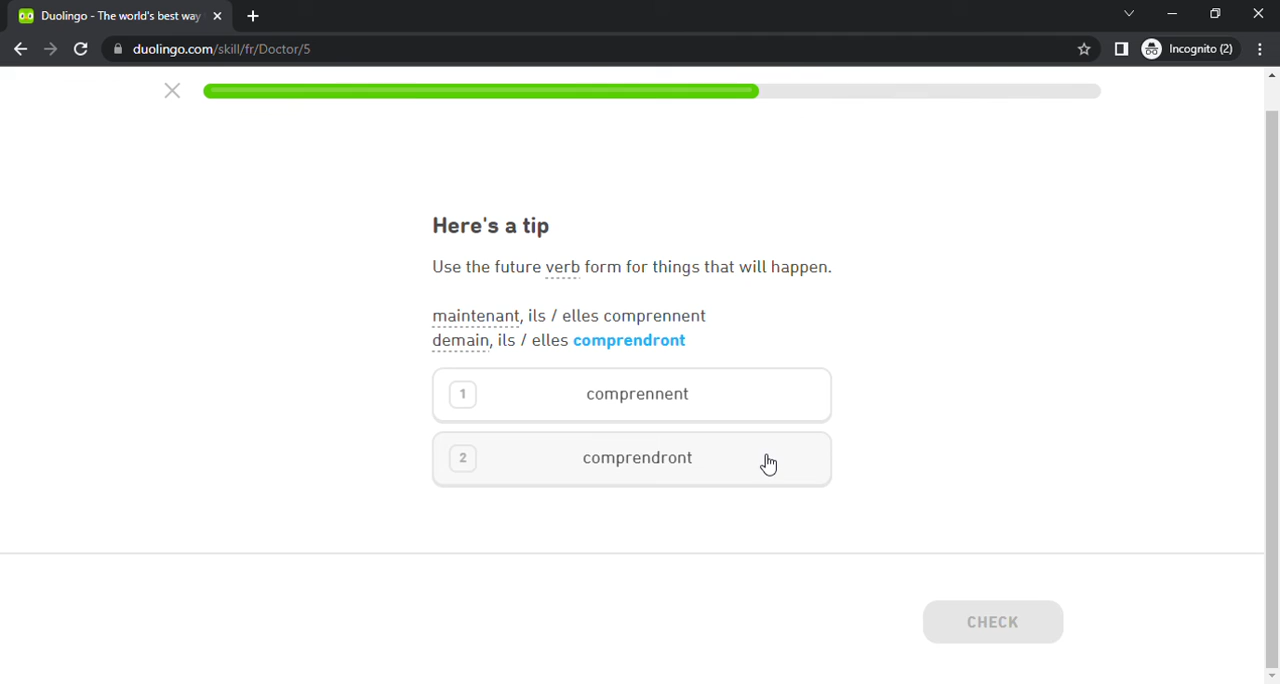 Duolingo - The world's best way
duolingo.com/skill/fr/Doctor/5
Incognito (2)
Here's a tip
Use the future verb form for things that will happen.
maintenant, ils / elles comprennent
demain, ils / elles comprendront
1 comprennent
2 comprendront
CHECK